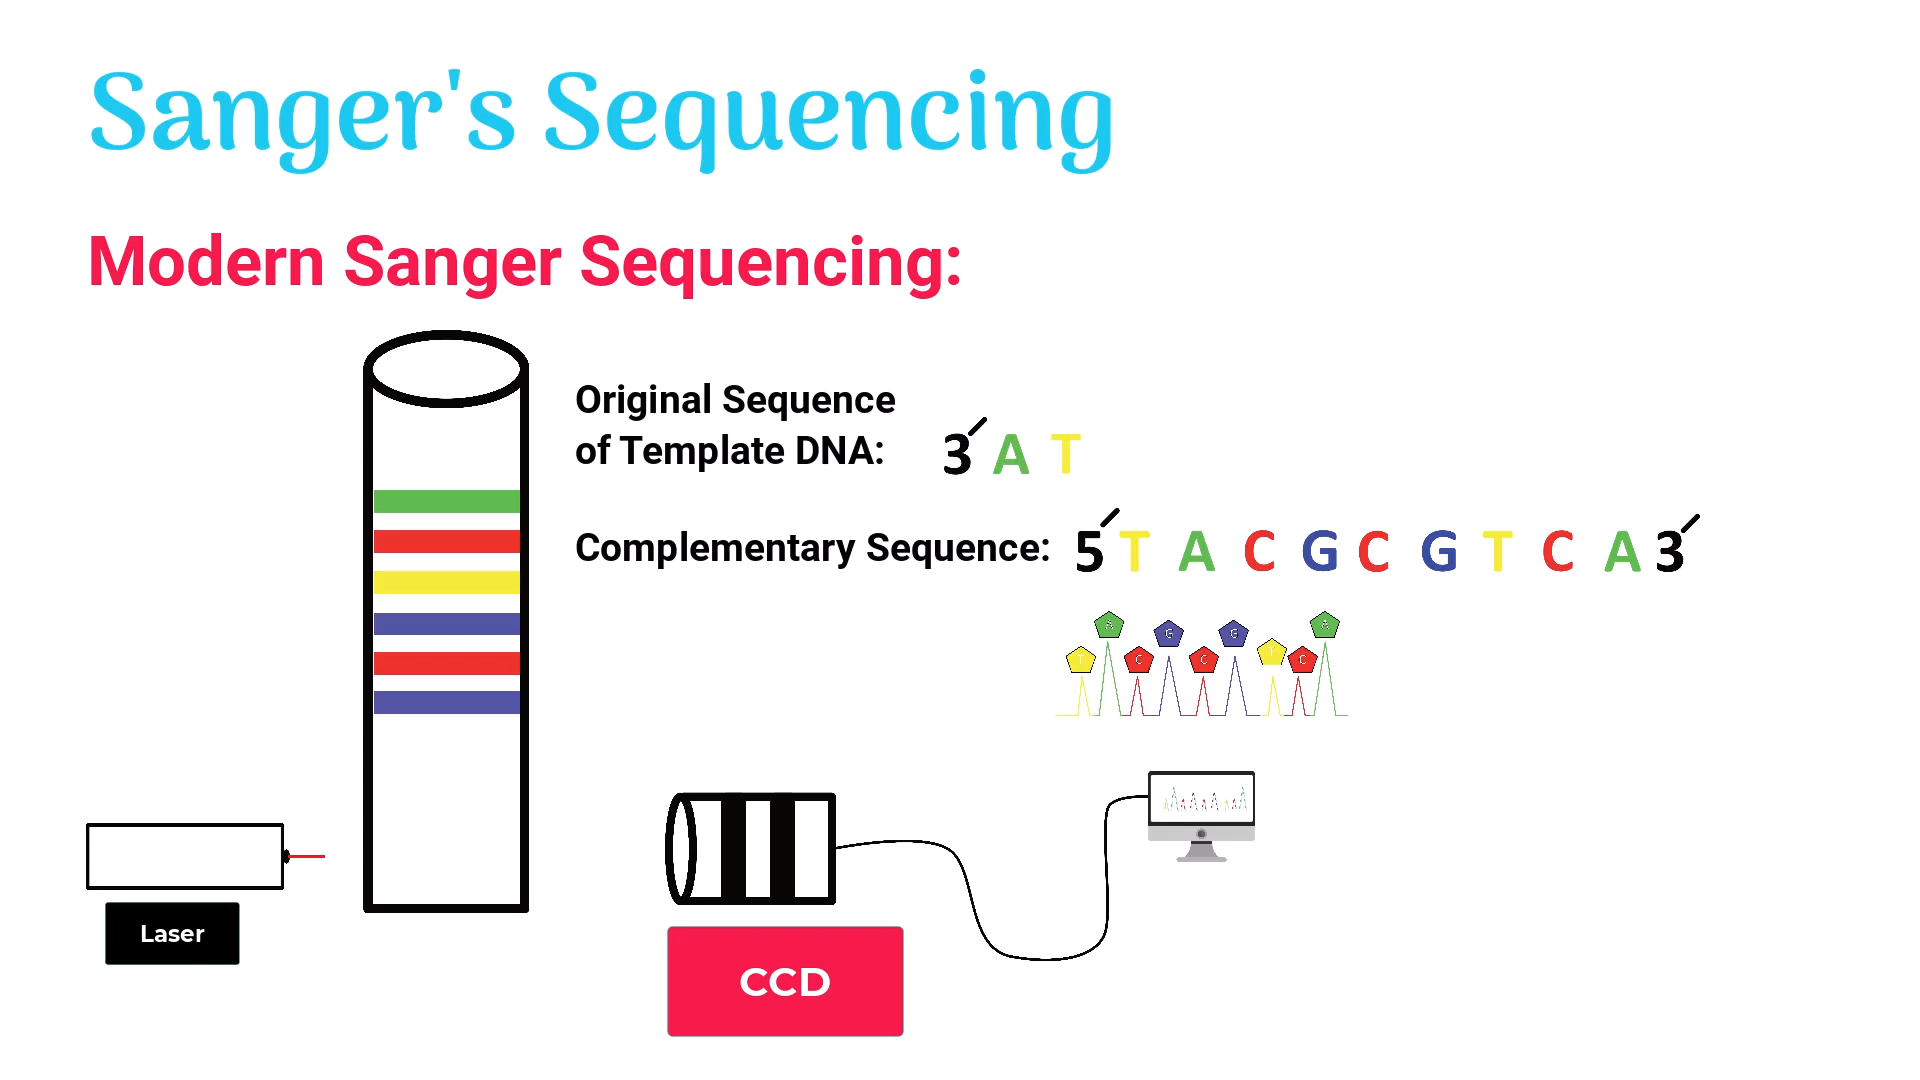 Sanger's Sequencing
Modern Sanger Sequencing:
Original Sequence
of Template DNA: 3′ A T
Complementary Sequence: 5′ T A C G C G T C A 3′
T A C G C G T C A
Laser
CCD